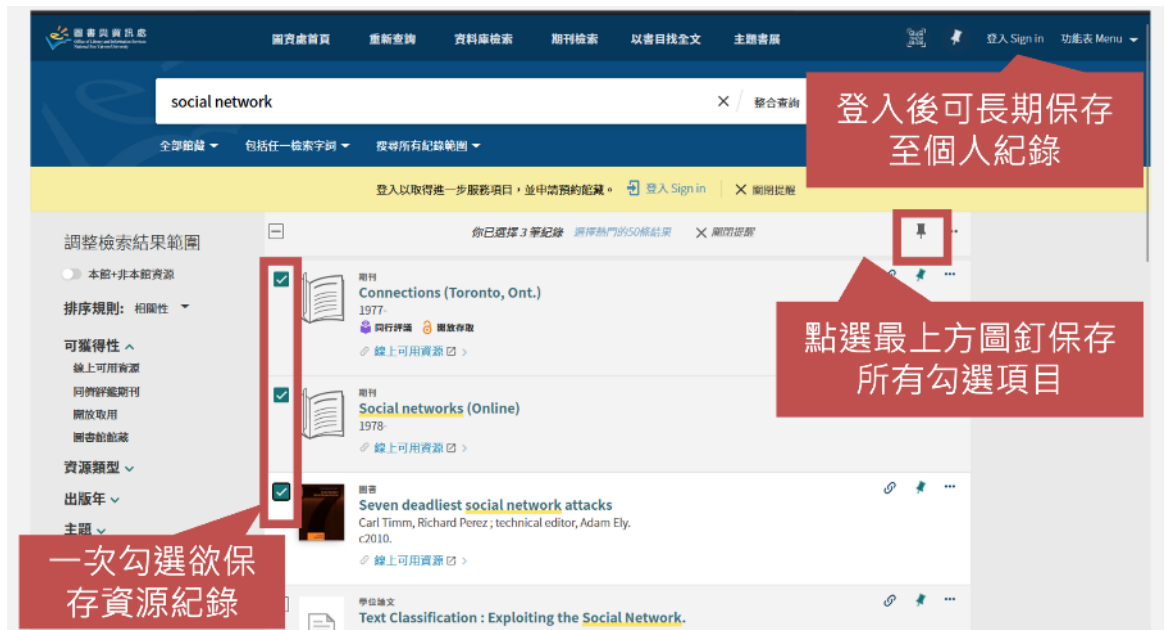 圖書與資訊處
Office of Library and Information Services
National Sun Yat-sen University
圖資處首頁 重新查詢 資料庫檢索 期刊檢索 以書目找全文 主題書展
登入 Sign in 功能表 Menu
social network
整合查詢
登入後可長期保存
至個人紀錄
全部館藏 包括任一檢索字詞 搜尋所有紀錄範圍
登入以取得進一步服務項目，並申請預約館藏。 登入 Sign in 關閉提醒
調整檢索結果範圍
你已選擇 3 筆紀錄 選擇熱門的50條結果 關閉提醒
本館+非本館資源
排序規則: 相關性
可獲得性
線上可用資源
同儕評鑑期刊
開放取用
圖書館館藏
資源類型
出版年
主題
期刊
Connections (Toronto, Ont.)
1977-
同行評議 開放存取
線上可用資源
點選最上方圖釘保存
所有勾選項目
期刊
Social networks (Online)
1978-
線上可用資源
圖書
Seven deadliest social network attacks
Carl Timm, Richard Perez ; technical editor, Adam Ely.
c2010.
線上可用資源
一次勾選欲保
存資源紀錄
學位論文
Text Classification : Exploiting the Social Network.